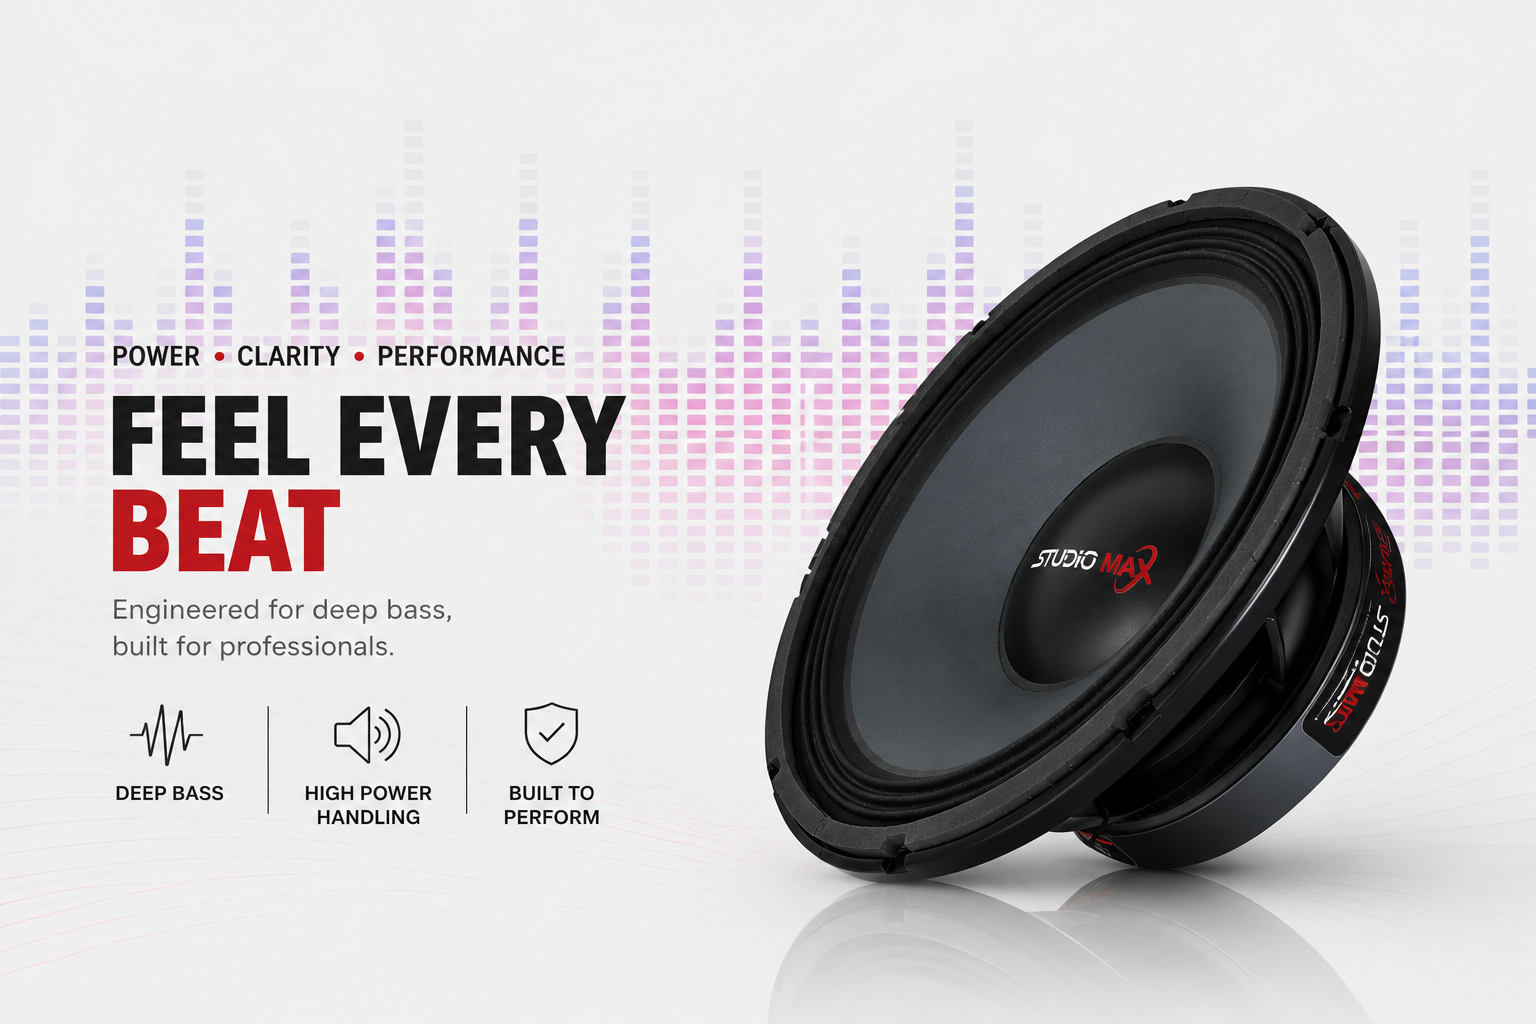 POWER • CLARITY • PERFORMANCE
FEEL EVERY
BEAT
Engineered for deep bass,
built for professionals.
DEEP BASS
HIGH POWER
HANDLING
BUILT TO
PERFORM
STUDIO MAX
STUDIO